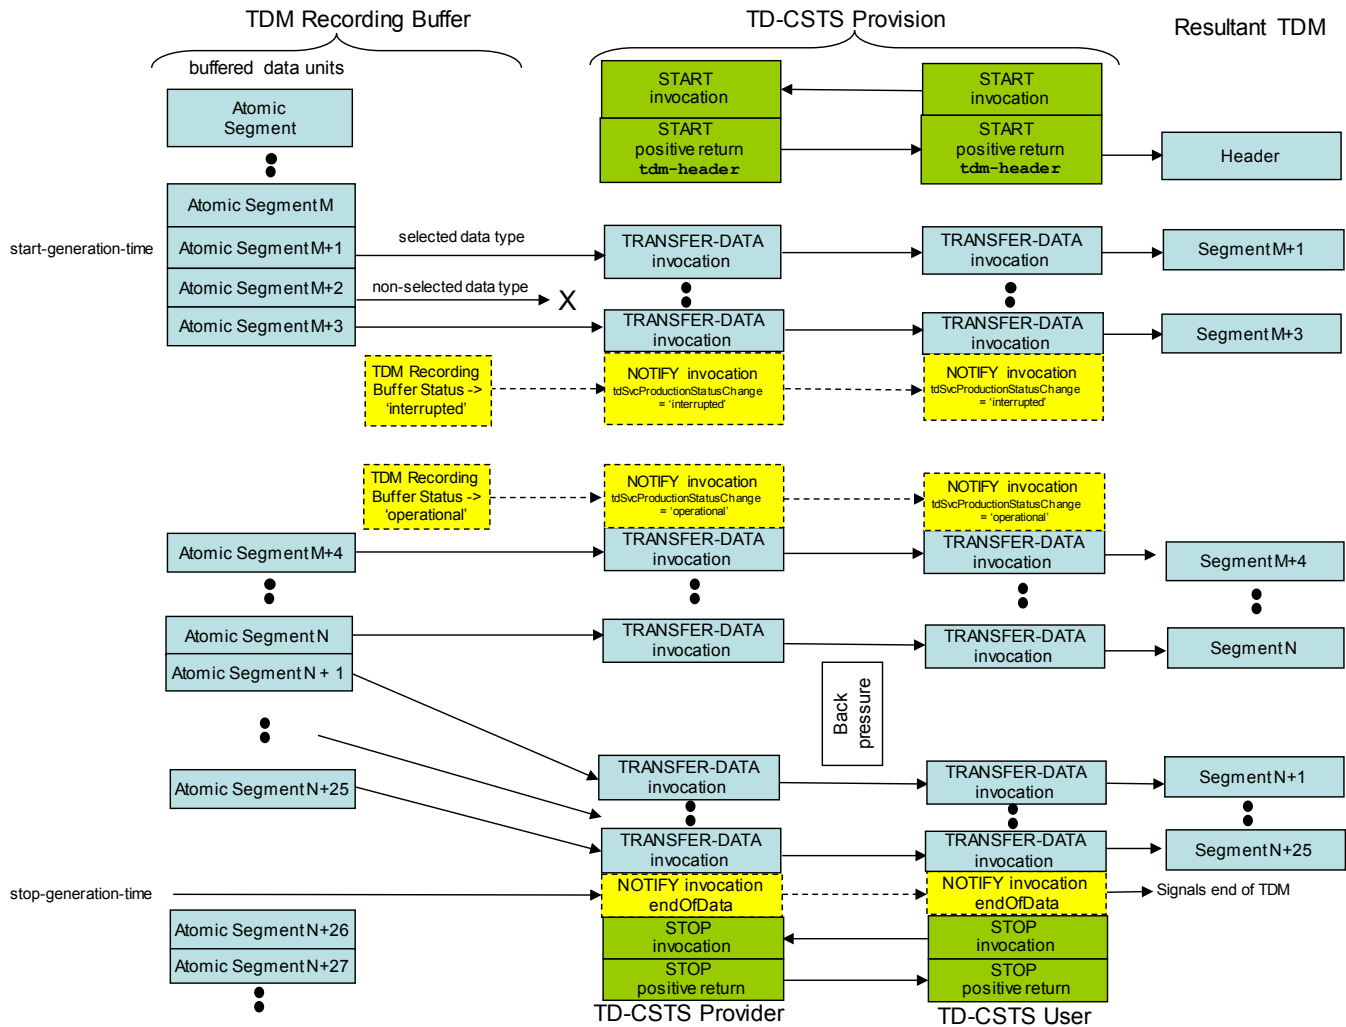 TDM Recording Buffer
TD-CSTS Provision
Resultant TDM
buffered data units
START
invocation
START
invocation
Atomic
Segment
START
positive return
tdm-header
START
positive return
tdm-header
Header
Atomic Segment M
start-generation-time
Atomic Segment M+1
selected data type
TRANSFER-DATA
invocation
TRANSFER-DATA
invocation
Segment M+1
Atomic Segment M+2
non-selected data type
X
Atomic Segment M+3
TRANSFER-DATA
invocation
TRANSFER-DATA
invocation
Segment M+3
TDM Recording
Buffer Status ->
‘interrupted’
NOTIFY invocation
tdSvcProductionStatusChange
= ‘interrupted’
NOTIFY invocation
tdSvcProductionStatusChange
= ‘interrupted’
TDM Recording
Buffer Status ->
‘operational’
NOTIFY invocation
tdSvcProductionStatusChange
= ‘operational’
NOTIFY invocation
tdSvcProductionStatusChange
= ‘operational’
Atomic Segment M+4
TRANSFER-DATA
invocation
TRANSFER-DATA
invocation
Segment M+4
Atomic Segment N
TRANSFER-DATA
invocation
TRANSFER-DATA
invocation
Segment N
Atomic Segment N + 1
Back
pressure
TRANSFER-DATA
invocation
TRANSFER-DATA
invocation
Segment N+1
Atomic Segment N+25
TRANSFER-DATA
invocation
TRANSFER-DATA
invocation
Segment N+25
stop-generation-time
NOTIFY invocation
endOfData
NOTIFY invocation
endOfData
Signals end of TDM
Atomic Segment N+26
STOP
invocation
STOP
invocation
Atomic Segment N+27
STOP
positive return
STOP
positive return
TD-CSTS Provider
TD-CSTS User